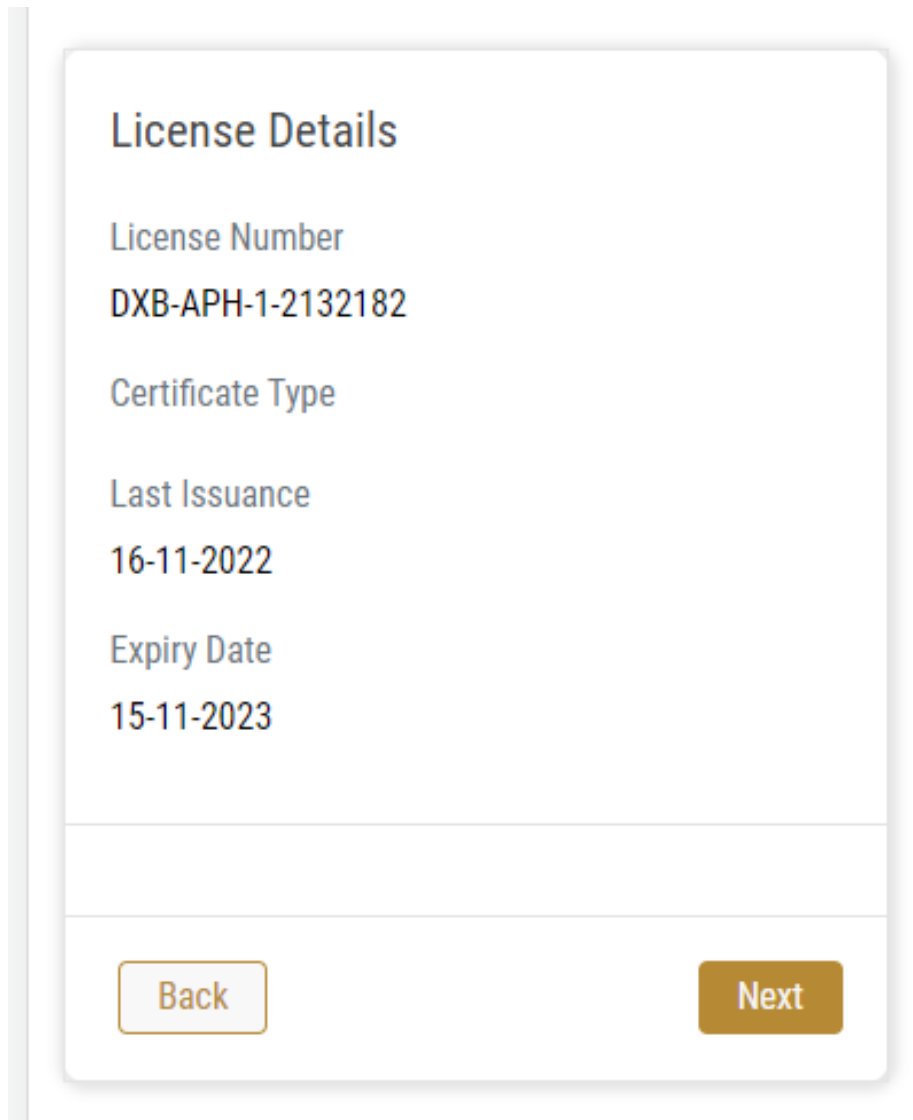 License Details
License Number
DXB-APH-1-2132182
Certificate Type
Last Issuance
16-11-2022
Expiry Date
15-11-2023
Back
Next